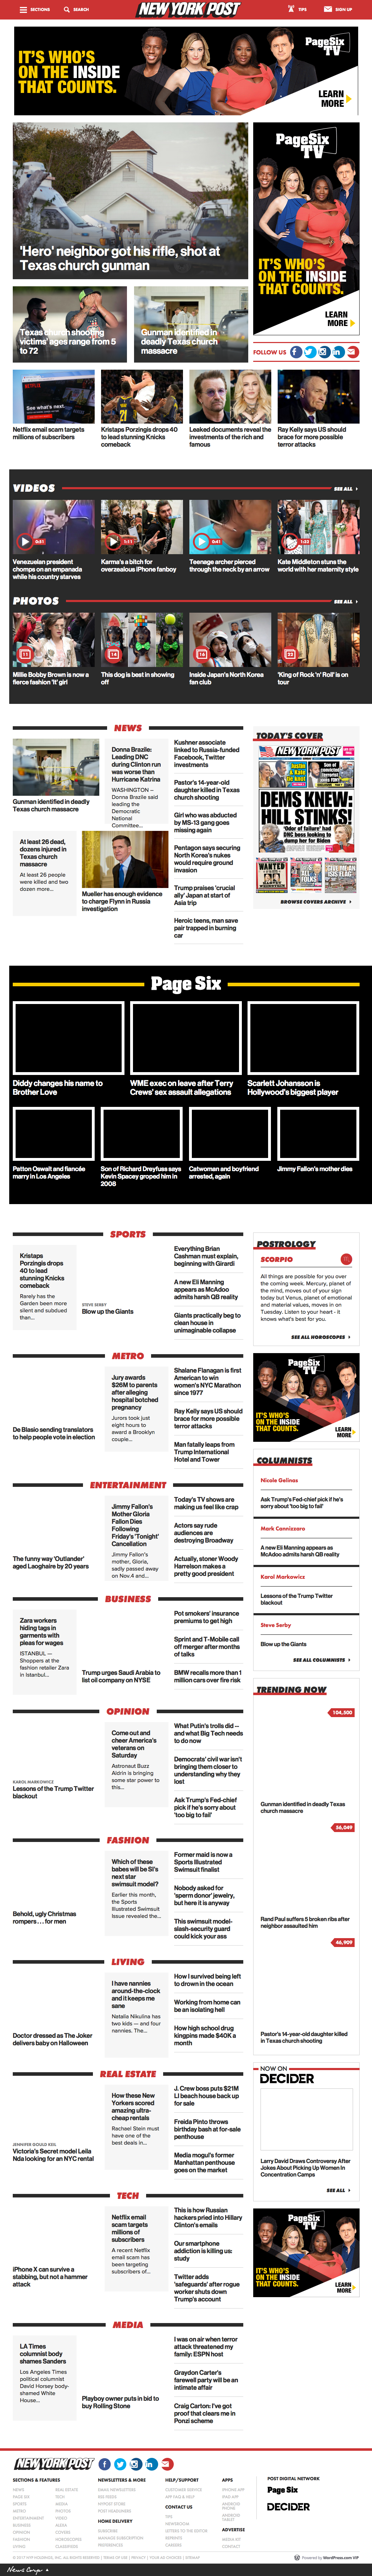 SECTIONS
SEARCH
NEW YORK POST
TIPS
SIGN UP
IT'S WHO'S
ON THE INSIDE
THAT COUNTS.
PageSix
TV
LEARN
MORE
'Hero' neighbor got his rifle, shot at
Texas church gunman
PageSix
TV
IT'S WHO'S
ON THE INSIDE
THAT COUNTS.
LEARN
MORE
Texas church shooting
victims' ages range from 5
to 72
Gunman identified in
deadly Texas church
massacre
FOLLOW US
Netflix email scam targets
millions of subscribers
Kristaps Porzingis drops 40
to lead stunning Knicks
comeback
Leaked documents reveal the
investments of the rich and
famous
Ray Kelly says US should
brace for more possible
terror attacks
VIDEOS
SEE ALL
Venezuelan president
chomps on an empanada
while his country starves
Karma's a bitch for
overzealous iPhone fanboy
Teenage archer pierced
through the neck by an arrow
Kate Middleton stuns the
world with her maternity style
PHOTOS
SEE ALL
Millie Bobby Brown is now a
fierce fashion 'It' girl
This dog is best in showing
off
Inside Japan's North Korea
fan club
'King of Rock 'n' Roll' is on
tour
NEWS
Gunman identified in deadly
Texas church massacre
At least 26 dead,
dozens injured in
Texas church
massacre
At least 26 people
were killed and two
dozen more...
Donna Brazile:
Leading DNC
during Clinton run
was worse than
Hurricane Katrina
WASHINGTON –
Donna Brazile said
leading the
Democratic
National
Committee...
Mueller has enough evidence
to charge Flynn in Russia
investigation
Kushner associate
linked to Russia-funded
Facebook, Twitter
investments
Pastor's 14-year-old
daughter killed in Texas
church shooting
Girl who was abducted
by MS-13 gang goes
missing again
Pentagon says securing
North Korea's nukes
would require ground
invasion
Trump praises 'crucial
ally' Japan at start of
Asia trip
Heroic teens, man save
pair trapped in burning
car
TODAY'S COVER
NEW YORK POST
DEMS KNEW:
HILL STINKS!
'Odor of failure' had
DNC boss looking to
dump her for Biden
BROWSE COVERS ARCHIVE
Page Six
Diddy changes his name to
Brother Love
WME exec on leave after Terry
Crews' sex assault allegations
Scarlett Johansson is
Hollywood's biggest player
Patton Oswalt and fiancée
marry in Los Angeles
Son of Richard Dreyfuss says
Kevin Spacey groped him in
2008
Catwoman and boyfriend
arrested, again
Jimmy Fallon's mother dies
SPORTS
Kristaps
Porzingis drops
40 to lead
stunning Knicks
comeback
Rarely has the
Garden been more
silent and subdued
than...
STEVE SERBY
Blow up the Giants
Everything Brian
Cashman must explain,
beginning with Girardi
A new Eli Manning
appears as McAdoo
admits harsh QB reality
Giants practically beg to
clean house in
unimaginable collapse
POSTROLOGY
SCORPIO
All things are possible for you over
the coming week. Mercury, planet of
the mind, moves out of your sign
today but Venus, planet of emotional
and material values, moves in on
Tuesday. Listen to your heart - it
knows what's best for you.
SEE ALL HOROSCOPES
METRO
De Blasio sending translators
to help people vote in election
Jury awards
$26M to parents
after alleging
hospital botched
pregnancy
Jurors took just
eight hours to
award a Brooklyn
couple...
Shalane Flanagan is first
American to win
women's NYC Marathon
since 1977
Ray Kelly says US should
brace for more possible
terror attacks
Man fatally leaps from
Trump International
Hotel and Tower
PageSix
TV
IT'S WHO'S
ON THE INSIDE
THAT COUNTS.
LEARN
MORE
COLUMNISTS
Nicole Gelinas
Ask Trump's Fed-chief pick if he's
sorry about 'too big to fail'
Mark Cannizzaro
A new Eli Manning appears as
McAdoo admits harsh QB reality
Karol Markowicz
Lessons of the Trump Twitter
blackout
Steve Serby
Blow up the Giants
SEE ALL COLUMNISTS
ENTERTAINMENT
The funny way 'Outlander'
aged Laoghaire by 20 years
Jimmy Fallon's
Mother Gloria
Fallon Dies
Following
Friday's 'Tonight'
Cancellation
Jimmy Fallon's
mother, Gloria,
sadly passed away
on Nov.4 and...
Today's TV shows are
making us feel like crap
Actors say rude
audiences are
destroying Broadway
Actually, stoner Woody
Harrelson makes a
pretty good president
BUSINESS
Zara workers
hiding tags in
garments with
pleas for wages
ISTANBUL —
Shoppers at the
fashion retailer Zara
in Istanbul...
Trump urges Saudi Arabia to
list oil company on NYSE
Pot smokers' insurance
premiums to get high
Sprint and T-Mobile call
off merger after months
of talks
BMW recalls more than 1
million cars over fire risk
TRENDING NOW
104,500
Gunman identified in deadly Texas
church massacre
56,049
Rand Paul suffers 5 broken ribs after
neighbor assaulted him
46,909
Pastor's 14-year-old daughter killed
in Texas church shooting
OPINION
KAROL MARKOWICZ
Lessons of the Trump Twitter
blackout
Come out and
cheer America's
veterans on
Saturday
Astronaut Buzz
Aldrin is bringing
some star power to
this...
What Putin's trolls did —
and what Big Tech needs
to do now
Democrats' civil war isn't
bringing them closer to
understanding why they
lost
Ask Trump's Fed-chief
pick if he's sorry about
'too big to fail'
FASHION
Behold, ugly Christmas
rompers . . . for men
Which of these
babes will be SI's
next star
swimsuit model?
Earlier this month,
the Sports
Illustrated Swimsuit
Issue revealed the...
Former maid is now a
Sports Illustrated
Swimsuit finalist
Nobody asked for
'sperm donor' jewelry,
but here it is anyway
This swimsuit model-
slash-security guard
could kick your ass
LIVING
Doctor dressed as The Joker
delivers baby on Halloween
I have nannies
around-the-clock
and it keeps me
sane
Natalia Nikulina has
two kids — and four
nannies. The...
How I survived being left
to drown in the ocean
Working from home can
be an isolating hell
How high school drug
kingpins made $40K a
month
NOW ON
DECIDER
Larry David Draws Controversy After
Jokes About Picking Up Women In
Concentration Camps
SEE ALL
REAL ESTATE
JENNIFER GOULD KEIL
Victoria's Secret model Leila
Nda looking for an NYC rental
How these New
Yorkers scored
amazing ultra-
cheap rentals
Rachael Stein must
have one of the
best deals in...
J. Crew boss puts $21M
LI beach house back up
for sale
Freida Pinto throws
birthday bash at for-sale
penthouse
Media mogul's former
Manhattan penthouse
goes on the market
TECH
iPhone X can survive a
stabbing, but not a hammer
attack
Netflix email
scam targets
millions of
subscribers
A recent Netflix
email scam has
been targeting
subscribers of...
This is how Russian
hackers pried into Hillary
Clinton's emails
Our smartphone
addiction is killing us:
study
Twitter adds
'safeguards' after rogue
worker shuts down
Trump's account
PageSix
TV
IT'S WHO'S
ON THE INSIDE
THAT COUNTS.
LEARN
MORE
MEDIA
LA Times
columnist body
shames Sanders
Los Angeles Times
political columnist
David Horsey body-
shamed White
House...
Playboy owner puts in bid to
buy Rolling Stone
I was on air when terror
attack threatened my
family: ESPN host
Graydon Carter's
farewell party will be an
intimate affair
Craig Carton: I've got
proof that clears me in
Ponzi scheme
NEW YORK POST
SECTIONS & FEATURES
NEWSLETTERS & MORE
HELP/SUPPORT
APPS
POST DIGITAL NETWORK
Page Six
DECIDER
CONTACT US
HOME DELIVERY
ADVERTISE
News Corp